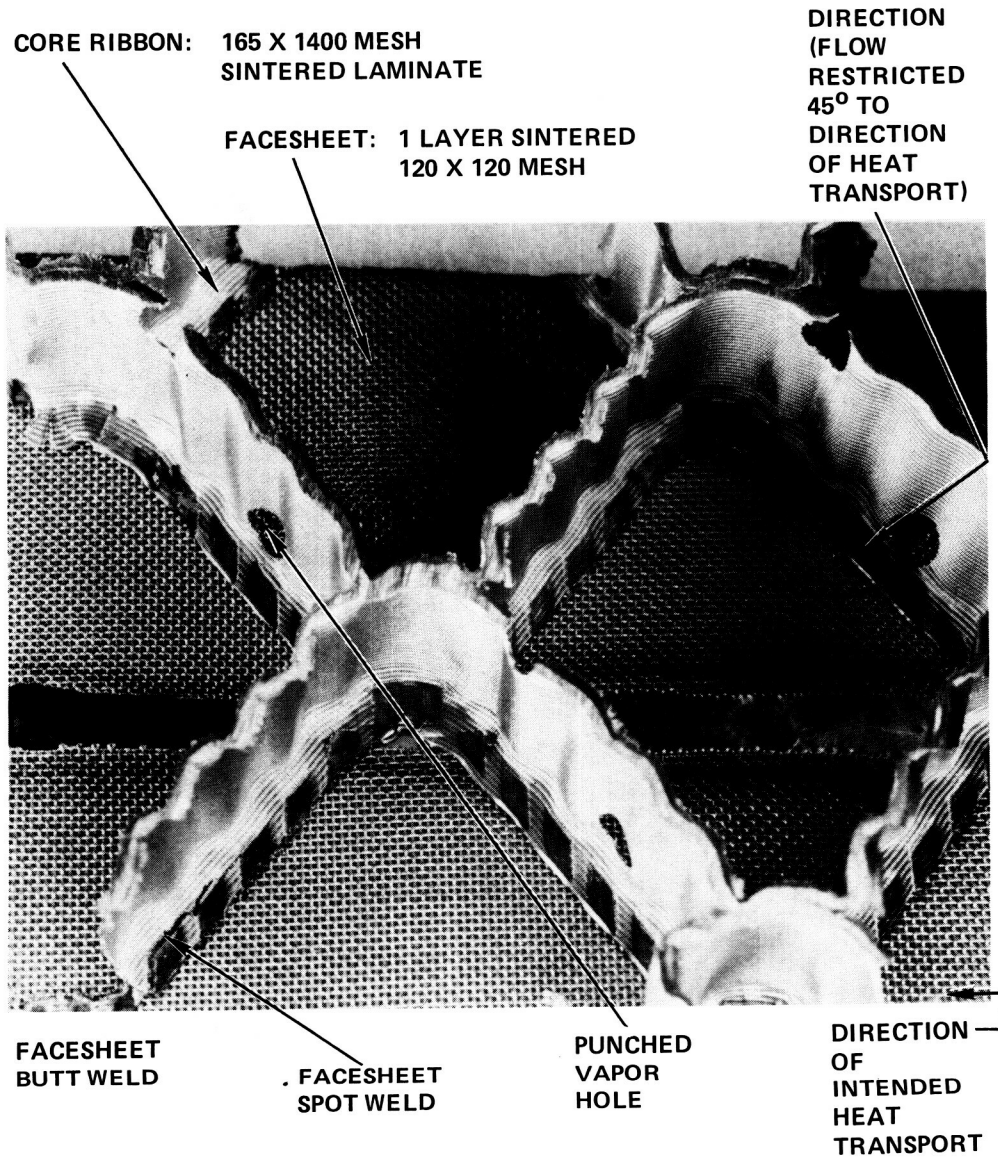 CORE RIBBON: 165 X 1400 MESH
SINTERED LAMINATE
FACESHEET: 1 LAYER SINTERED
120 X 120 MESH
DIRECTION
(FLOW
RESTRICTED
45° TO
DIRECTION
OF HEAT
TRANSPORT)
FACESHEET
BUTT WELD
. FACESHEET
SPOT WELD
PUNCHED
VAPOR
HOLE
DIRECTION
OF
INTENDED
HEAT
TRANSPORT